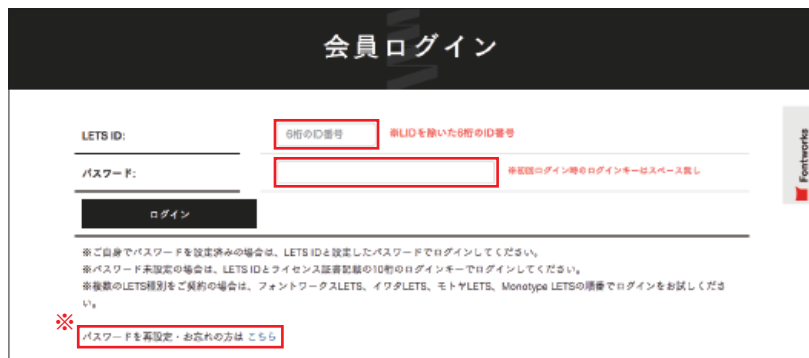 会員ログイン
LETS ID:
6桁のID番号
※LIDを除いた6桁のID番号
パスワード:
※初回ログイン時のログインキーはスペース無し
ログイン
※ご自身でパスワードを設定済みの場合は、LETS IDと設定したパスワードでログインしてください。
※パスワード未設定の場合は、LETS IDとライセンス証書記載の10桁のログインキーでログインしてください。
※複数のLETS種別をご契約の場合は、フォントワークスLETS、イワタLETS、モトヤLETS、Monotype LETSの順番でログインをお試しくださ
い。
※
パスワードを再設定・お忘れの方は こちら
Fontworks